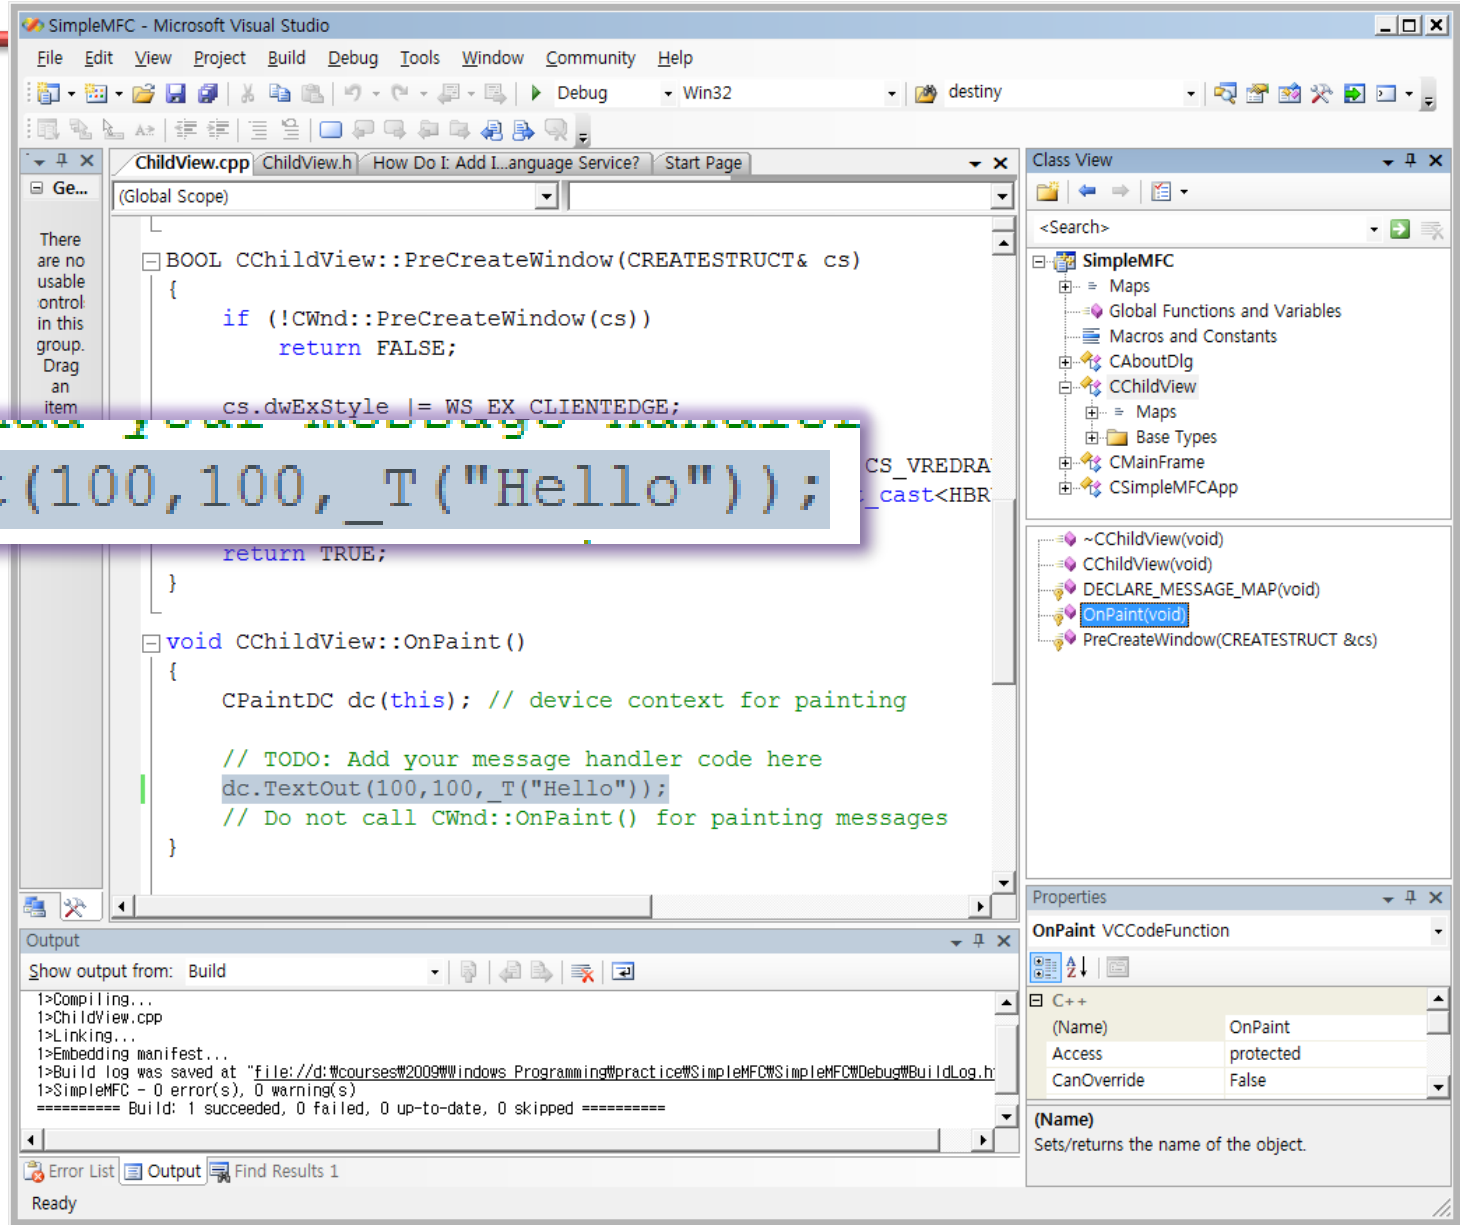 SimpleMFC - Microsoft Visual Studio
File Edit View Project Build Debug Tools Window Community Help
Debug Win32 destiny
ChildView.cpp ChildView.h How Do I: Add I...anguage Service? Start Page
Ge...
(Global Scope)
There
are no
usable
control
in this
group.
Drag
an
item
BOOL CChildView::PreCreateWindow(CREATESTRUCT& cs)
{
if (!CWnd::PreCreateWindow(cs))
return FALSE;
cs.dwExStyle |= WS_EX_CLIENTEDGE;
your message handler
CS_VREDRA
t(100,100,_T("Hello"));
_cast<HBR
return TRUE;
}
void CChildView::OnPaint()
{
CPaintDC dc(this); // device context for painting
// TODO: Add your message handler code here
dc.TextOut(100,100,_T("Hello"));
// Do not call CWnd::OnPaint() for painting messages
}
Class View
<Search>
SimpleMFC
Maps
Global Functions and Variables
Macros and Constants
CAboutDlg
CChildView
Maps
Base Types
CMainFrame
CSimpleMFCApp
~CChildView(void)
CChildView(void)
DECLARE_MESSAGE_MAP(void)
OnPaint(void)
PreCreateWindow(CREATESTRUCT &cs)
Properties
OnPaint VCCodeFunction
C++
(Name) OnPaint
Access protected
CanOverride False
(Name)
Sets/returns the name of the object.
Output
Show output from: Build
1>Compiling...
1>ChildView.cpp
1>Linking...
1>Embedding manifest...
1>Build log was saved at "file://d:₩courses₩2009₩Windows Programming₩practice₩SimpleMFC₩SimpleMFC₩Debug₩BuildLog.h
1>SimpleMFC - 0 error(s), 0 warning(s)
========== Build: 1 succeeded, 0 failed, 0 up-to-date, 0 skipped ==========
Error List Output Find Results 1
Ready